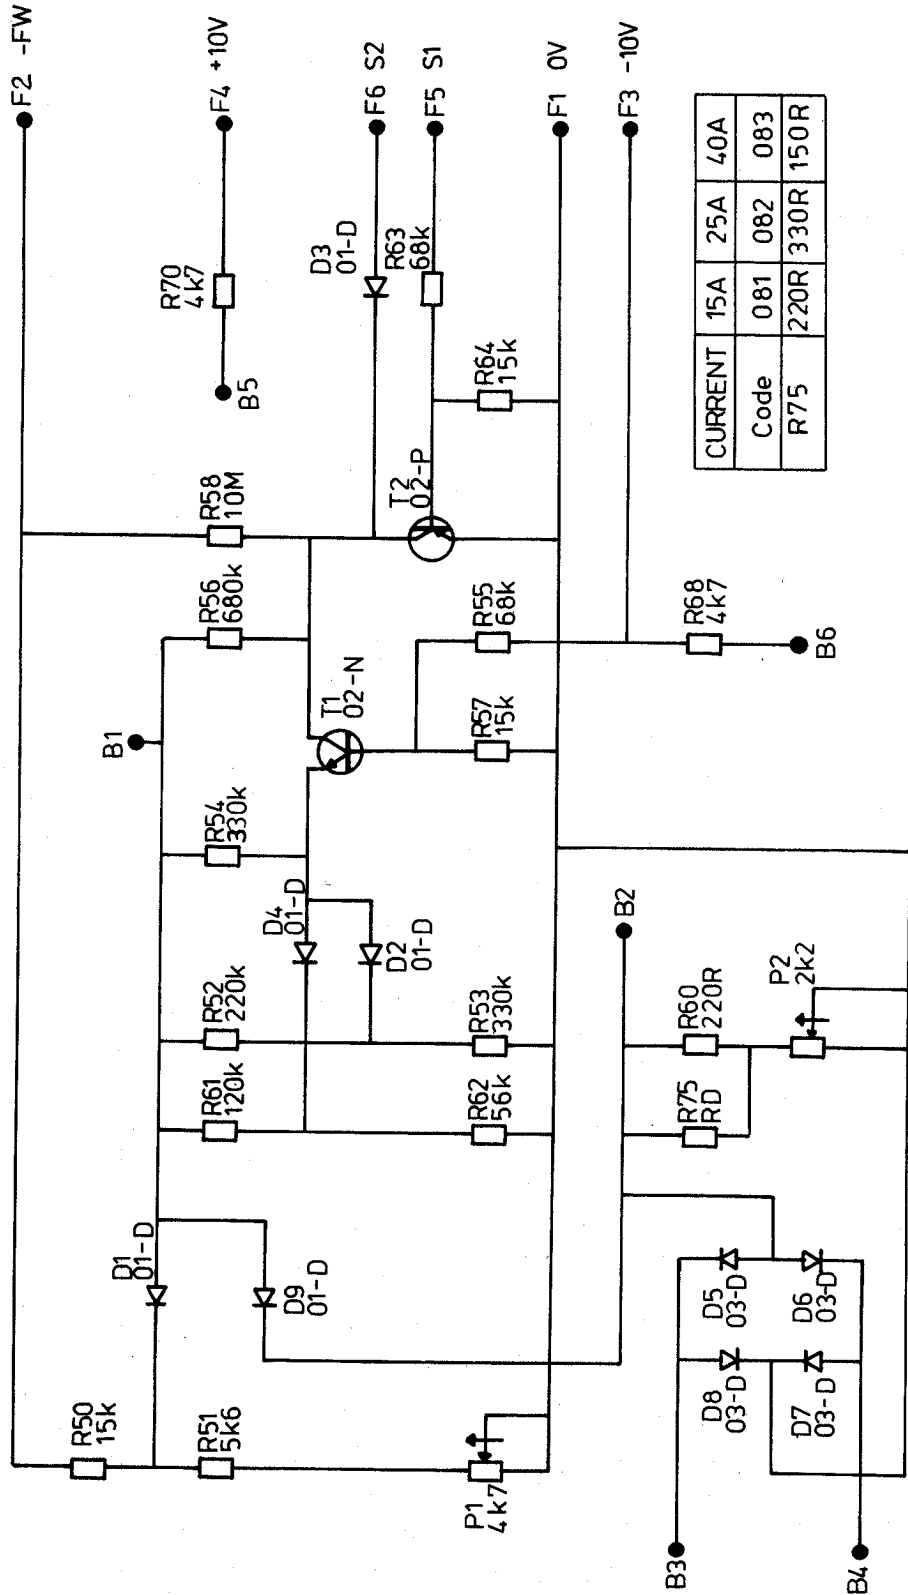 F2 -FW
F4 +10V
F6 S2
F5 S1
F1 0V
F3 -10V
R70
4k7
B5
D3
01-D
R63
68k
R64
15k
R58
10M
T2
02-P
R56
680k
R55
68k
R68
4k7
B6
B1
T1
02-N
R57
15k
R54
330k
D4
01-D
D2
01-D
B2
R52
220k
R53
330k
R60
220R
P2
2k2
R61
120k
R62
56k
R75
RD
D1
01-D
D9
01-D
D5
03-D
D6
03-D
D8
03-D
D7
03-D
R50
15k
R51
5k6
P1
4k7
B3
B4
CURRENT 15A 25A 40A
Code 081 082 083
R75 220R 330R 150R